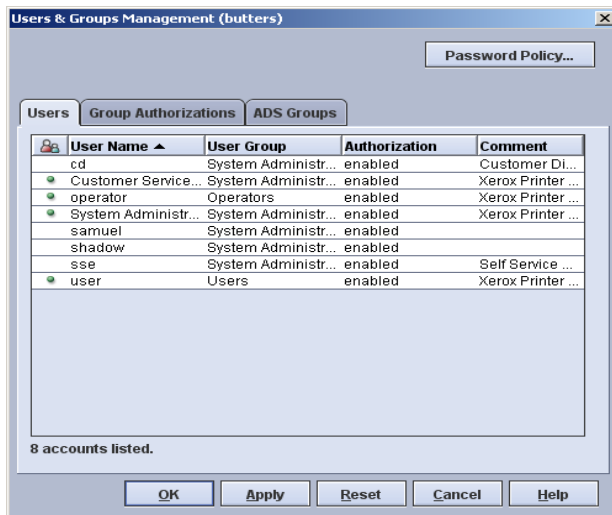 Users & Groups Management (butters)
Password Policy...
Users Group Authorizations ADS Groups
User Name User Group Authorization Comment
cd System Administr... enabled Customer Di...
Customer Service... System Administr... enabled Xerox Printer ...
operator Operators enabled Xerox Printer ...
System Administr... System Administr... enabled Xerox Printer ...
samuel System Administr... enabled
shadow System Administr... enabled
sse System Administr... enabled Self Service ...
user Users enabled Xerox Printer ...
8 accounts listed.
OK Apply Reset Cancel Help